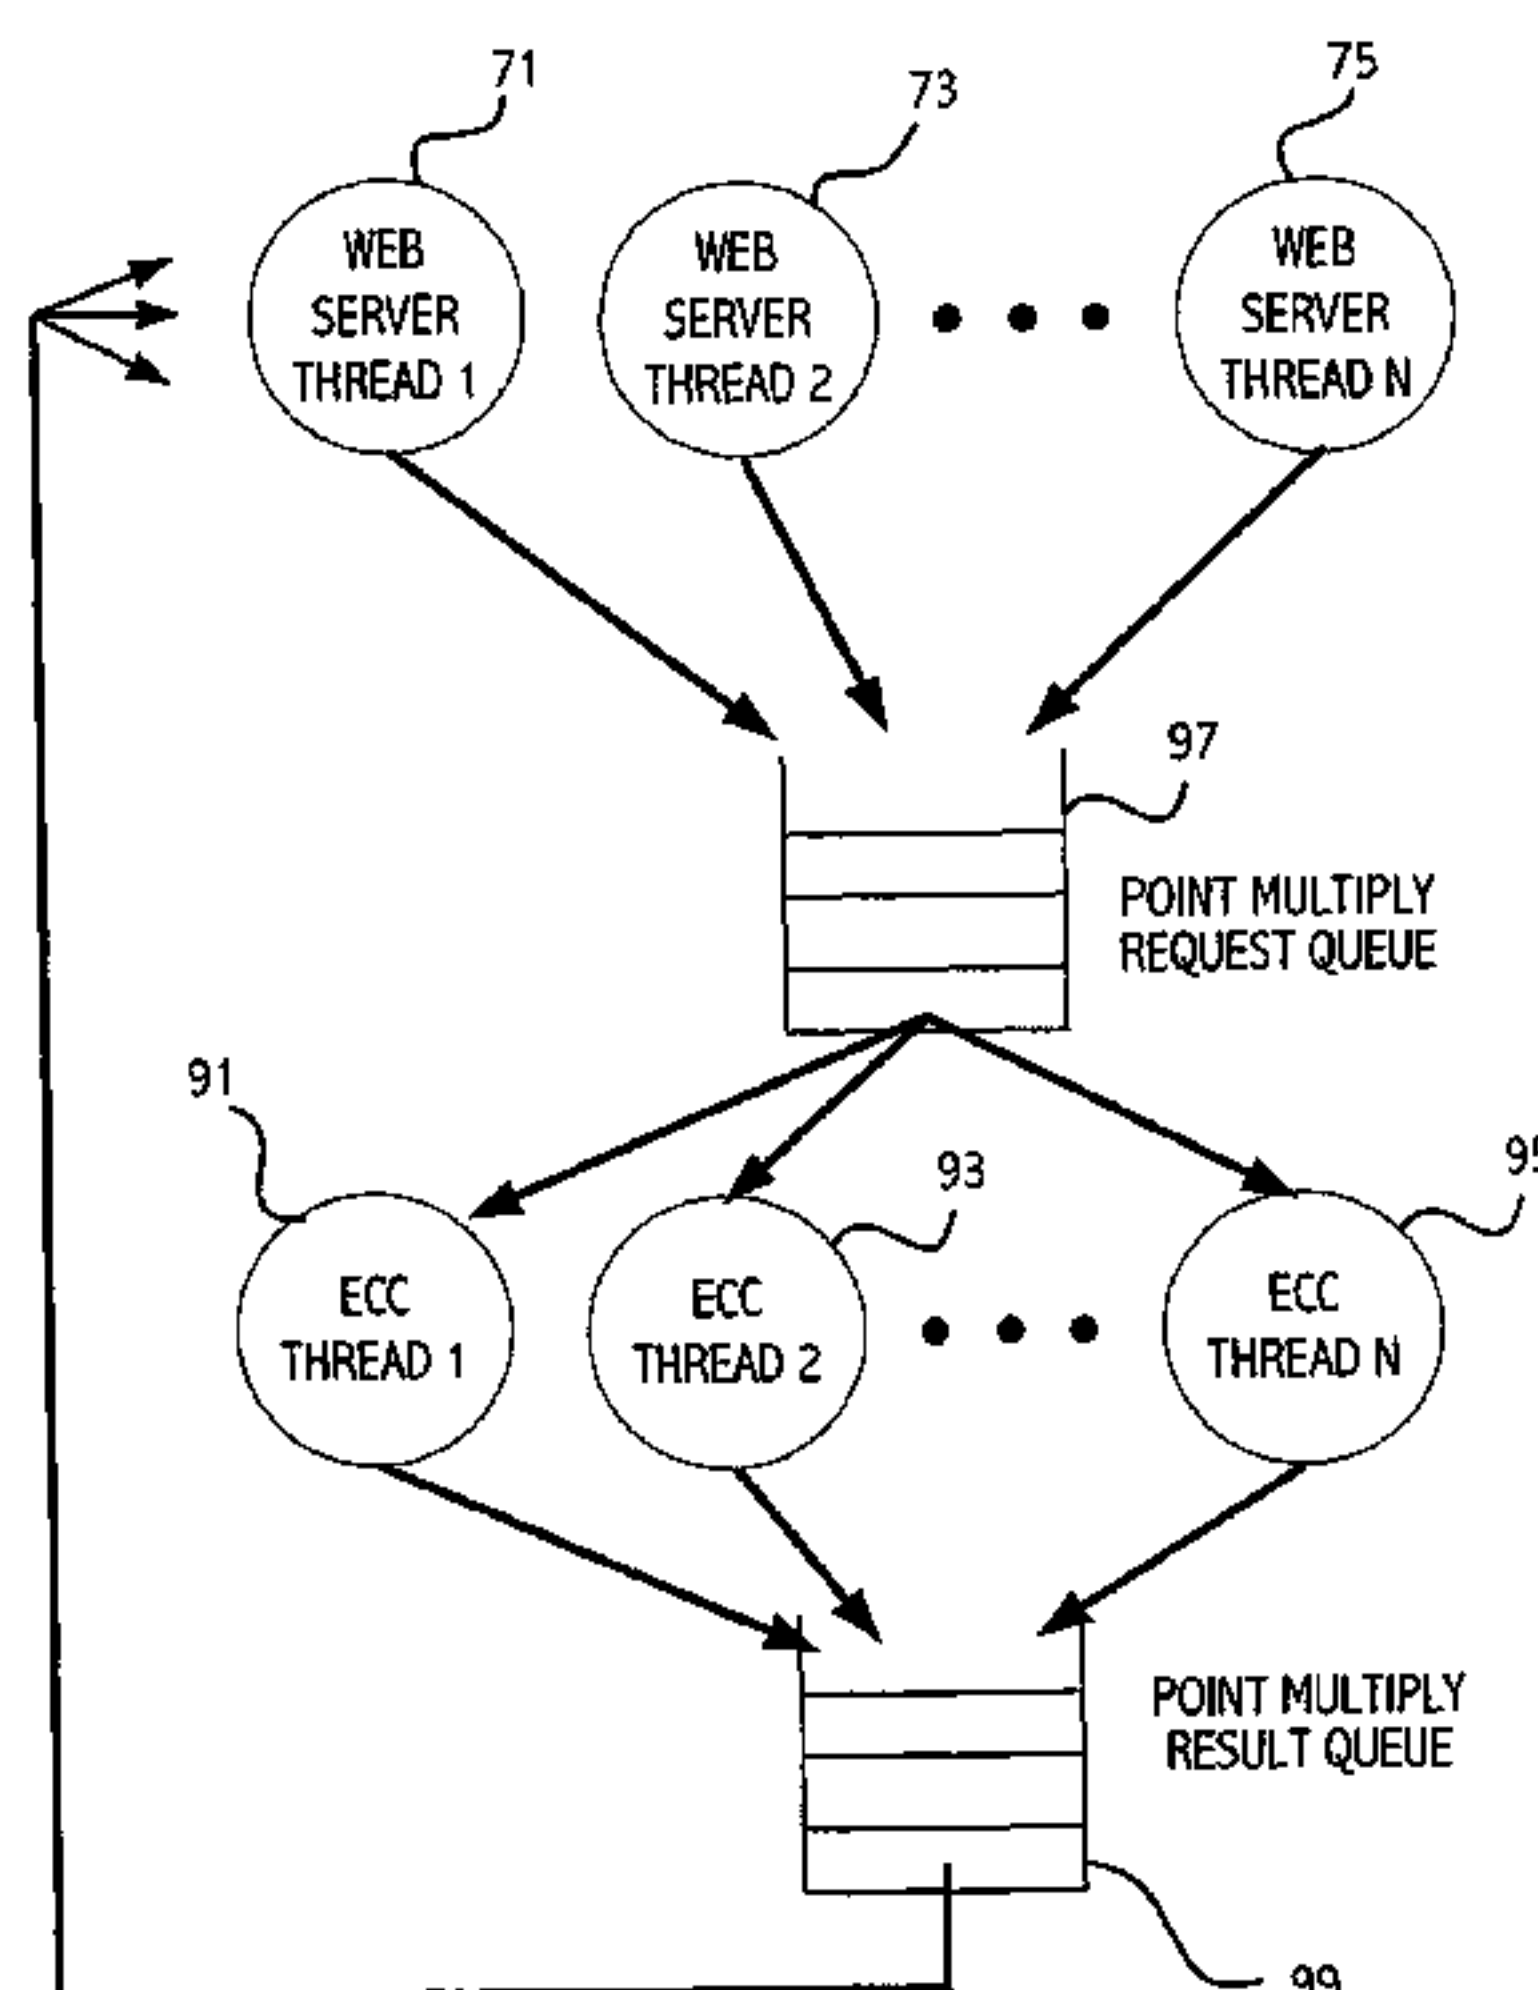 71
73
75
WEB
SERVER
THREAD 1
WEB
SERVER
THREAD 2
WEB
SERVER
THREAD N
97
POINT MULTIPLY
REQUEST QUEUE
91
93
ECC
THREAD 1
ECC
THREAD 2
ECC
THREAD N
POINT MULTIPLY
RESULT QUEUE
99